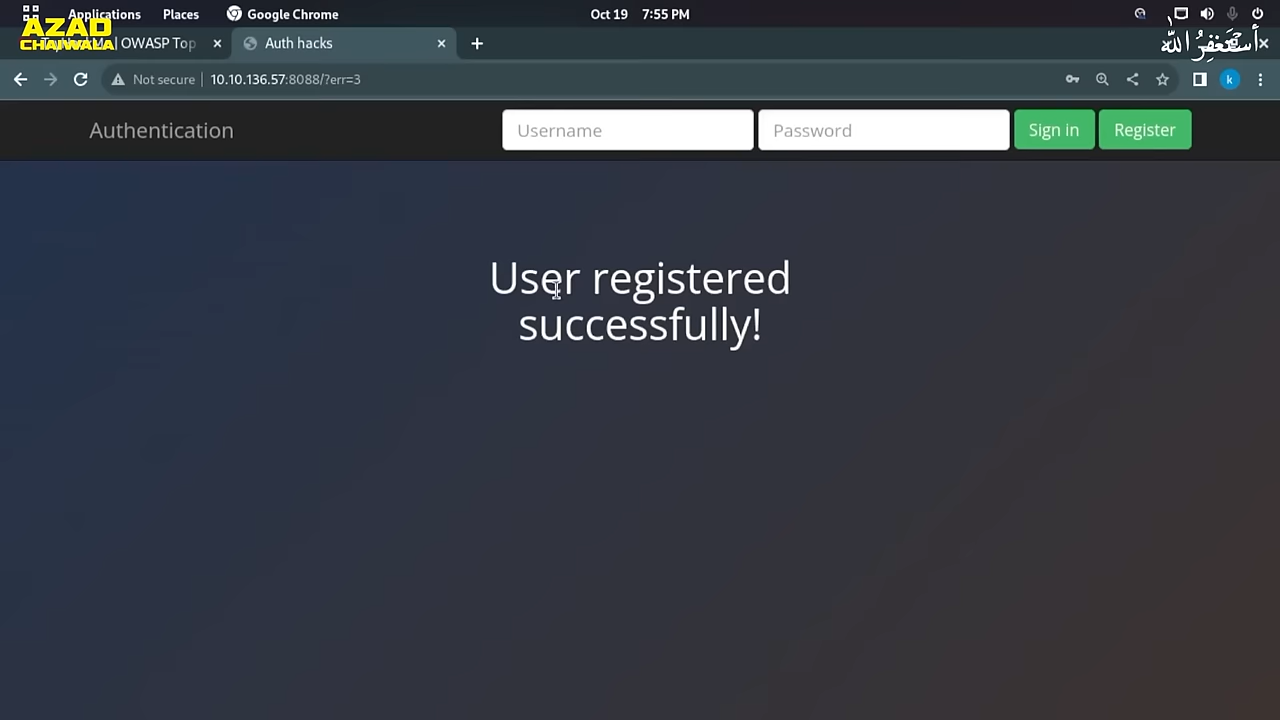 Applications Places Google Chrome Oct 19 7:55 PM
AZAD
CHAIWALA
| OWASP Top
Auth hacks
أستغفر الله
Not secure 10.10.136.57:8088/?err=3
k
Authentication Username Password Sign in Register
User registered
successfully!